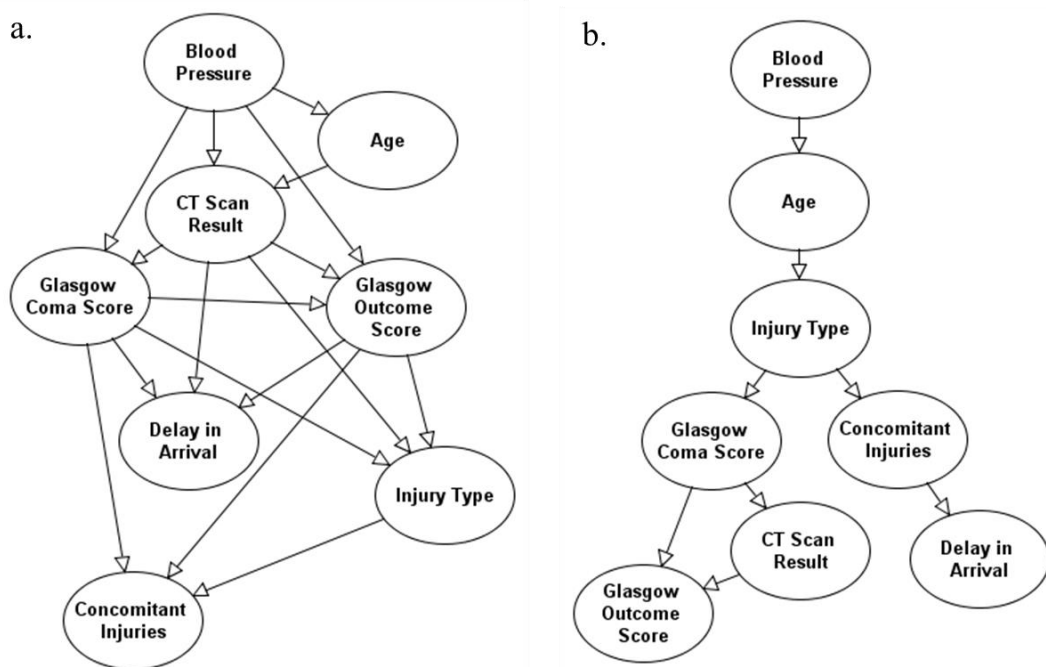 a.
Blood
Pressure
Age
CT Scan
Result
Glasgow
Coma Score
Glasgow
Outcome
Score
Delay in
Arrival
Injury Type
Concomitant
Injuries
b.
Blood
Pressure
Age
Injury Type
Glasgow
Coma Score
Concomitant
Injuries
CT Scan
Result
Delay in
Arrival
Glasgow
Outcome
Score